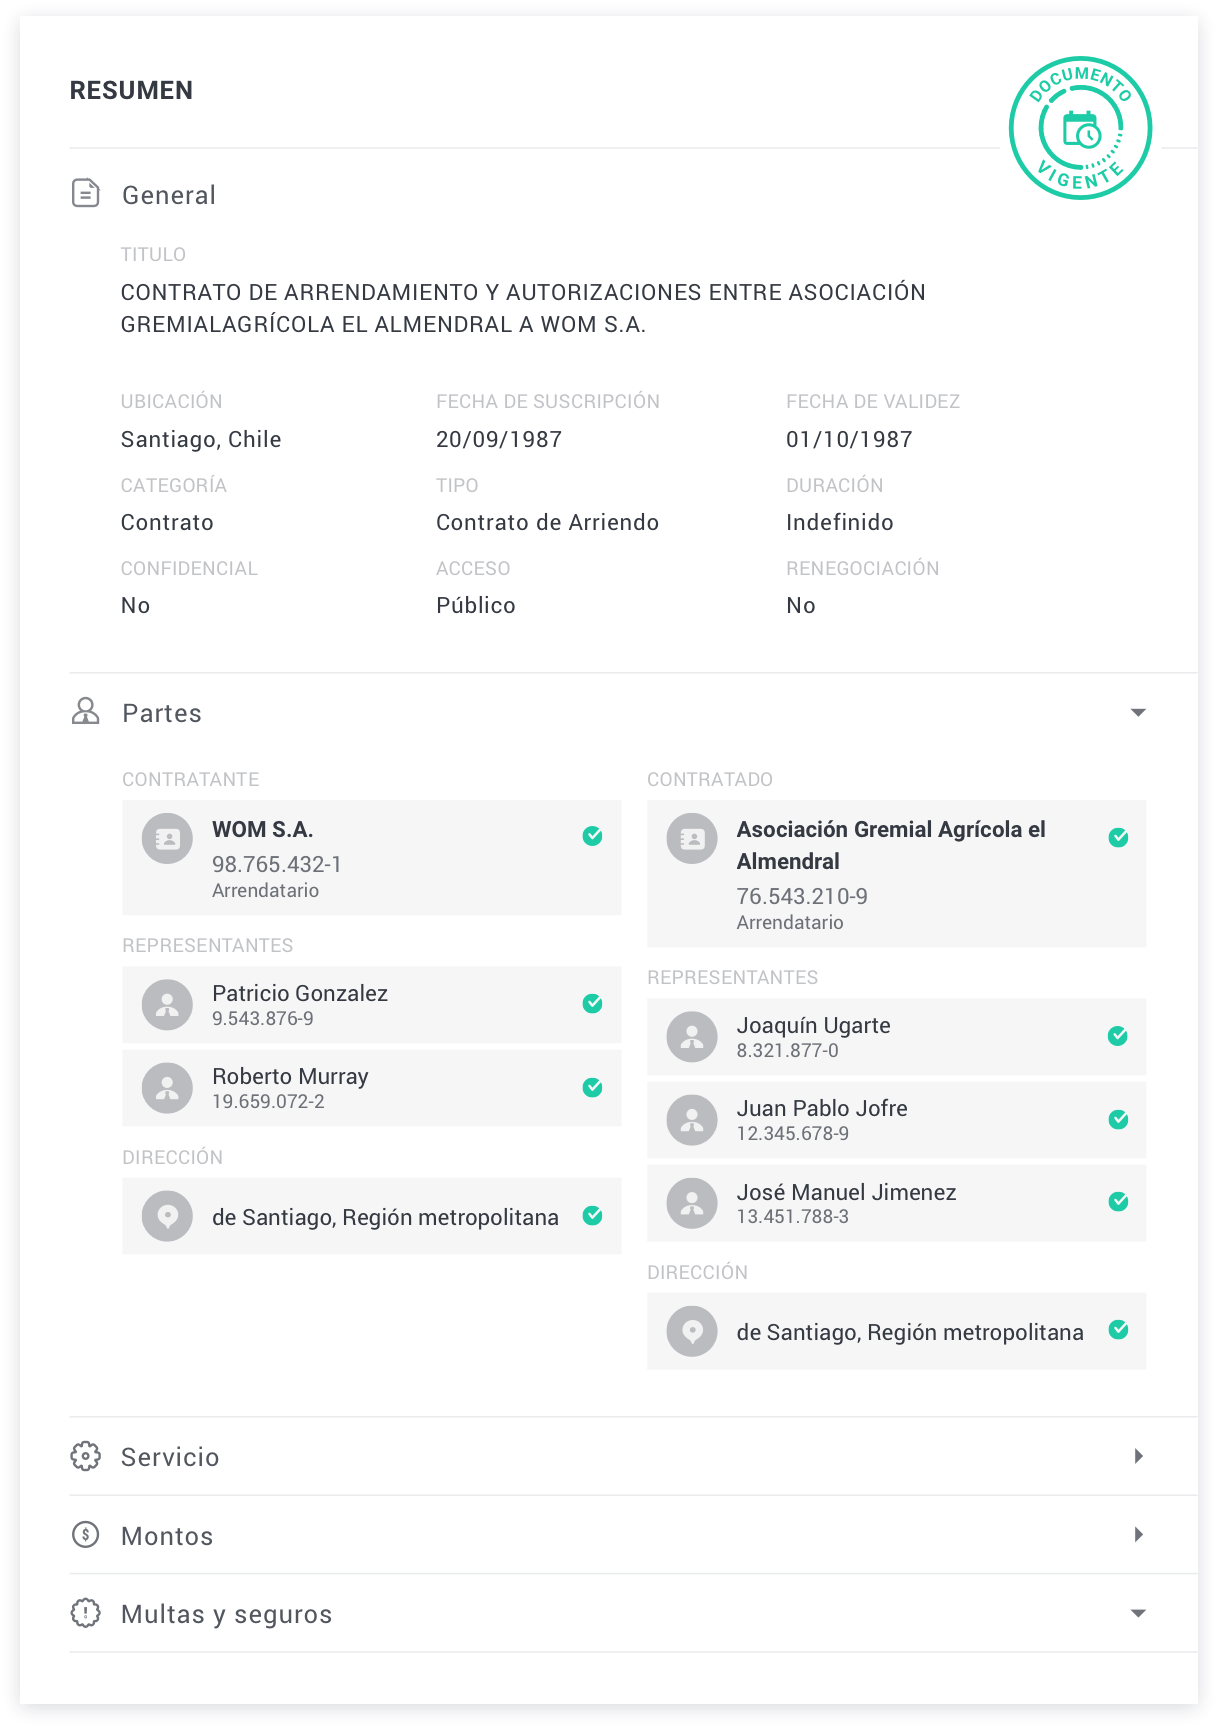 RESUMEN
DOCUMENTO
VIGENTE
General
TITULO
CONTRATO DE ARRENDAMIENTO Y AUTORIZACIONES ENTRE ASOCIACIÓN
GREMIALAGRÍCOLA EL ALMENDRAL A WOM S.A.
UBICACIÓN
FECHA DE SUSCRIPCIÓN
FECHA DE VALIDEZ
Santiago, Chile
20/09/1987
01/10/1987
CATEGORÍA
TIPO
DURACIÓN
Contrato
Contrato de Arriendo
Indefinido
CONFIDENCIAL
ACCESO
RENEGOCIACIÓN
No
Público
No
Partes
CONTRATANTE
WOM S.A.
98.765.432-1
Arrendatario
REPRESENTANTES
Patricio Gonzalez
9.543.876-9
Roberto Murray
19.659.072-2
DIRECCIÓN
de Santiago, Región metropolitana
CONTRATADO
Asociación Gremial Agrícola el
Almendral
76.543.210-9
Arrendatario
REPRESENTANTES
Joaquín Ugarte
8.321.877-0
Juan Pablo Jofre
12.345.678-9
José Manuel Jimenez
13.451.788-3
DIRECCIÓN
de Santiago, Región metropolitana
Servicio
Montos
Multas y seguros